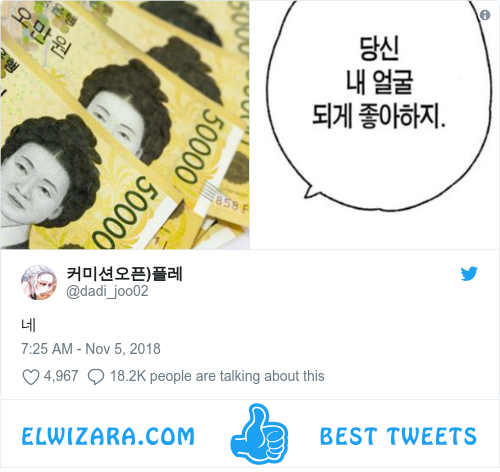 오만원
50000
50000
50000
858 F
당신
내 얼굴
되게 좋아하지.
커미션오픈)플레
@dadi_joo02
네
7:25 AM - Nov 5, 2018
4,967 18.2K people are talking about this
ELWIZARA.COM BEST TWEETS